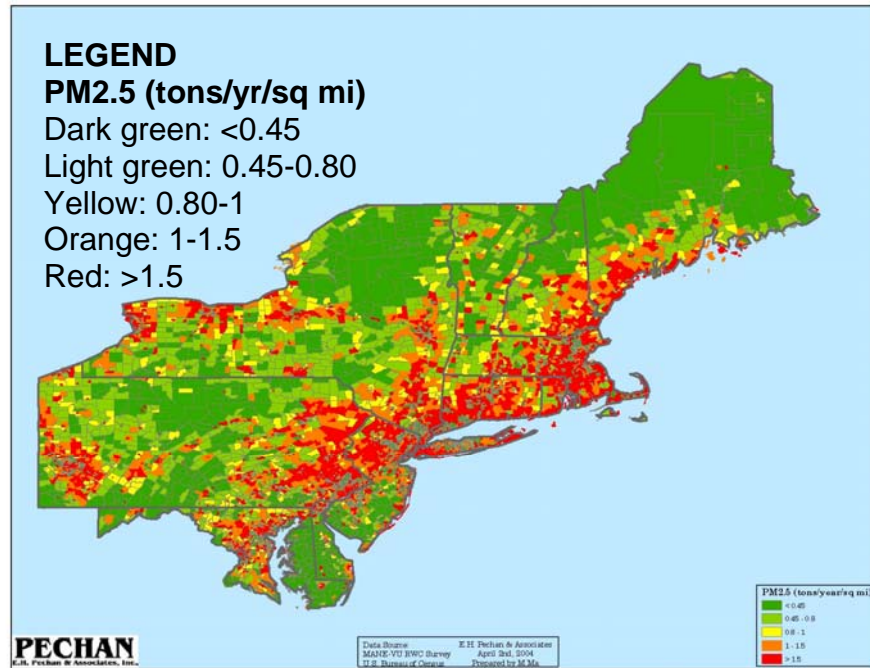 LEGEND
PM2.5 (tons/yr/sq mi)
Dark green: <0.45
Light green: 0.45-0.80
Yellow: 0.80-1
Orange: 1-1.5
Red: >1.5
PM2.5 (tons/year/sq mi)
< 0.45
0.45 - 0.8
0.8 - 1
1 - 1.5
> 1.5
PECHAN
E.H. Pechan & Associates, Inc.
Data Source:
MANE-VU RWC Survey
U.S. Bureau of Census
E.H. Pechan & Associates
April 2nd, 2004
Prepared by M.Ma